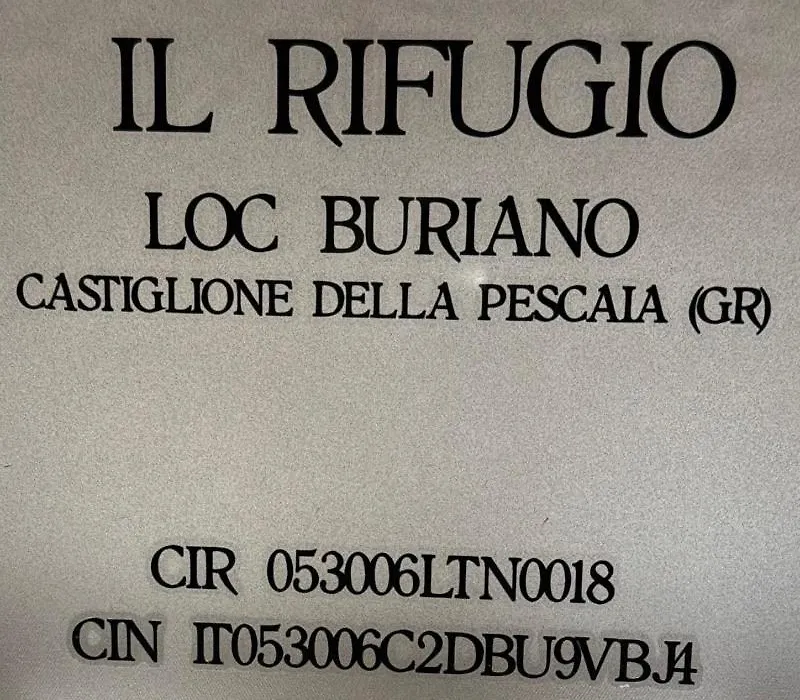 IL RIFUGIO
LOC BURIANO
CASTIGLIONE DELLA PESCAIA (GR)
CIR 053006LTN0018
CIN IT053006C2DBU9VBJ4